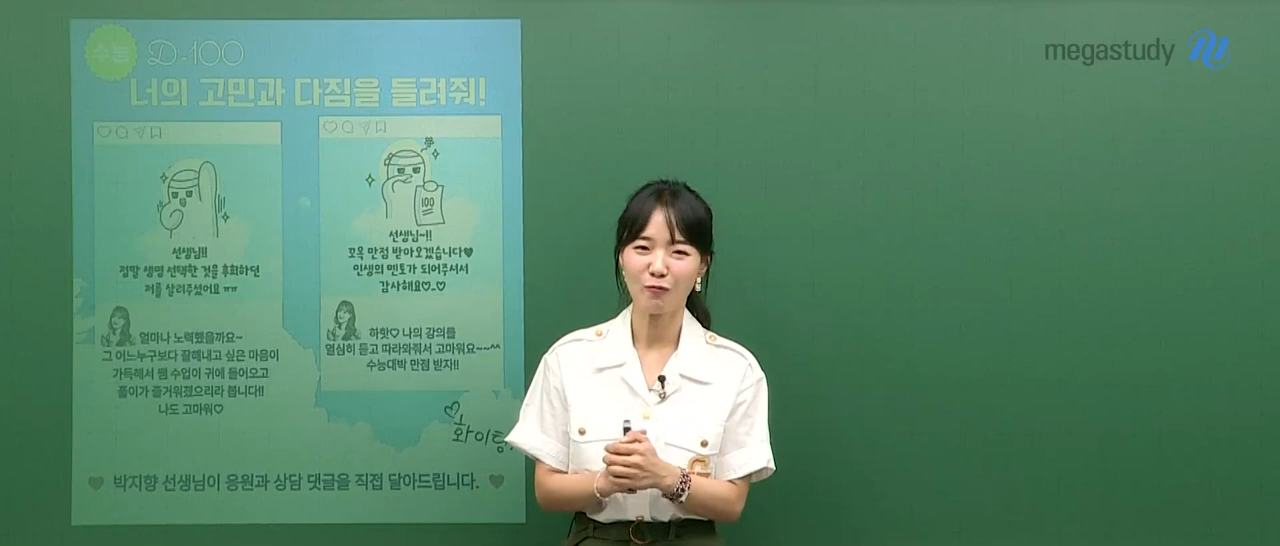 수능 D-100
너의 고민과 다짐을 들려줘!
선생님!!
정말 생명 선택한 것을 후회하던
저를 살려주셨어요 ㅠㅠ
얼마나 노력했을까요~
그 어느누구보다 잘해내고 싶은 마음이
가득해서 쌤 수업이 귀에 들어오고
풀이가 즐거워졌으리라 봅니다!!
나도 고마워♡
100
선생님~!!
꼬옥 만점 받아오겠습니다♥
인생의 멘토가 되어주셔서
감사해요♡_♡
하핫♡ 나의 강의를
열심히 듣고 따라와줘서 고마워요~~^^
수능대박 만점 받자!!
화이팅!
♥ 박지향 선생님이 응원과 상담 댓글을 직접 달아드립니다. ♥
megastudy